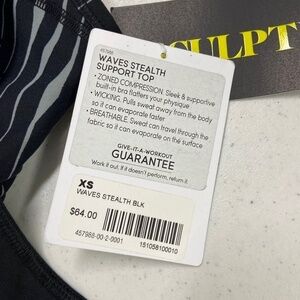 457988
WAVES STEALTH
SUPPORT TOP
• ZONED COMPRESSION. Sleek & supportive
built-in bra flatters your physique
• WICKING. Pulls sweat away from the body
so it can evaporate faster
• BREATHABLE. Sweat can travel through the
fabric so it can evaporate on the surface
GIVE-IT-A-WORKOUT
GUARANTEE
Work it out. If it doesn't perform, return it.
XS
WAVES STEALTH BLK
$64.00
457988-00-2-0001
151058100010
SCULPT